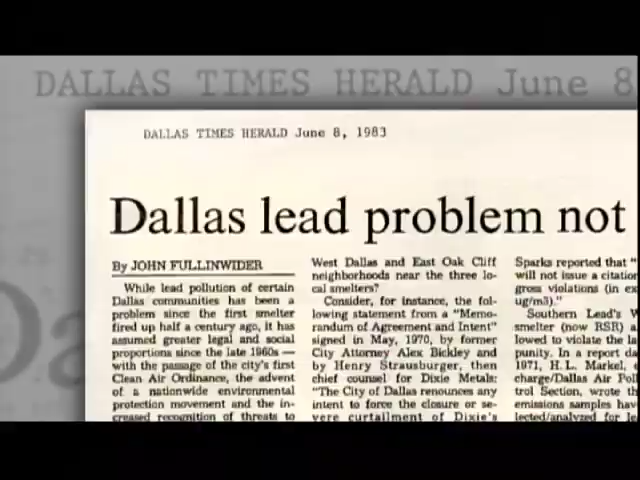 DALLAS TIMES HERALD June 8
DALLAS TIMES HERALD June 8, 1983
Dallas lead problem not
By JOHN FULLINWIDER
While lead pollution of certain
Dallas communities has been a
problem since the first smelter
fired up half a century ago, it has
assumed greater legal and social
proportions since the late 1960s —
with the passage of the city's first
Clean Air Ordinance, the advent
of a nationwide environmental
protection movement and the in-
creased recognition of threats to
West Dallas and East Oak Cliff
neighborhoods near the three lo-
cal smelters?
Consider, for instance, the fol-
lowing statement from a "Memo-
randum of Agreement and Intent"
signed in May, 1970, by former
City Attorney Alex Bickley and
by Henry Strausburger, then
chief counsel for Dixie Metals:
"The City of Dallas renounces any
intent to force the closure or se-
vere curtailment of Dixie's
Sparks reported that "
will not issue a citation
gross violations (in ex
ug/m3)."
Southern Lead's W
smelter (now RSR) a
lowed to violate the la
punity. In a report da
1971, H. L. Markel,
charge/Dallas Air Pol
trol Section, wrote th
emissions samples hav
lected/analyzed for le
Da